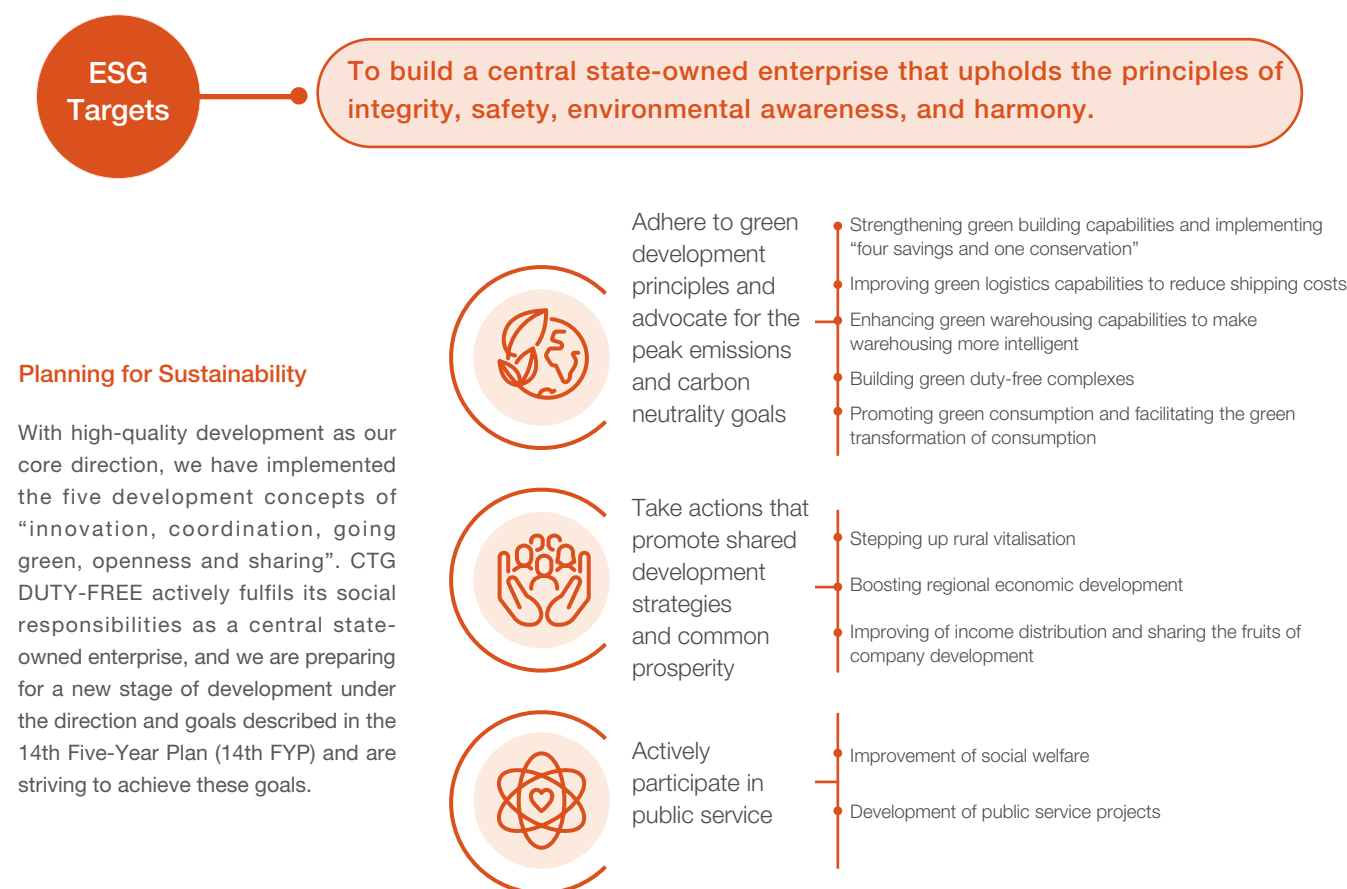 ESG
Targets
To build a central state-owned enterprise that upholds the principles of
integrity, safety, environmental awareness, and harmony.
Planning for Sustainability
With high-quality development as our
core direction, we have implemented
the five development concepts of
“innovation, coordination, going
green, openness and sharing”. CTG
DUTY-FREE actively fulfils its social
responsibilities as a central state-
owned enterprise, and we are preparing
for a new stage of development under
the direction and goals described in the
14th Five-Year Plan (14th FYP) and are
striving to achieve these goals.
Adhere to green
development
principles and
advocate for the
peak emissions
and carbon
neutrality goals
Strengthening green building capabilities and implementing
“four savings and one conservation”
Improving green logistics capabilities to reduce shipping costs
Enhancing green warehousing capabilities to make
warehousing more intelligent
Building green duty-free complexes
Promoting green consumption and facilitating the green
transformation of consumption
Take actions that
promote shared
development
strategies
and common
prosperity
Stepping up rural vitalisation
Boosting regional economic development
Improving of income distribution and sharing the fruits of
company development
Actively
participate in
public service
Improvement of social welfare
Development of public service projects